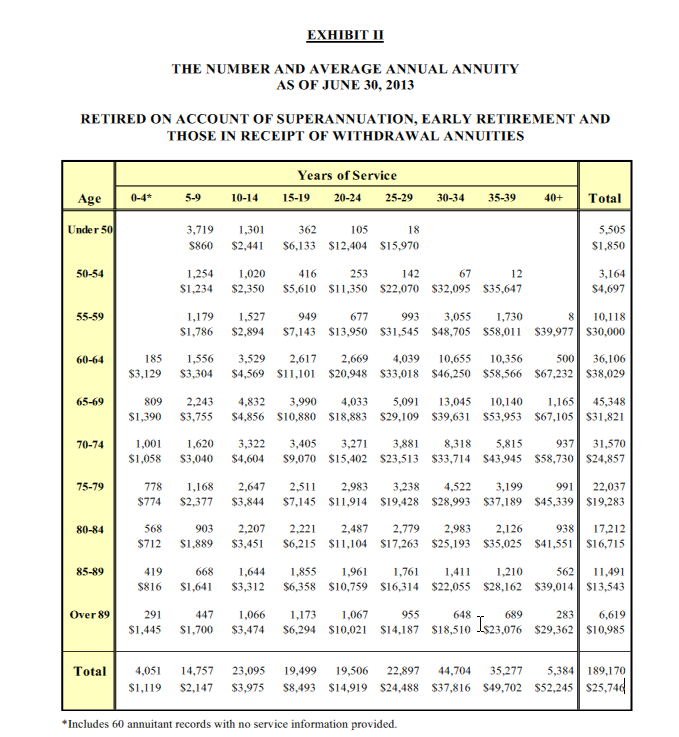 EXHIBIT II
THE NUMBER AND AVERAGE ANNUAL ANNUITY
AS OF JUNE 30, 2013
RETIRED ON ACCOUNT OF SUPERANNUATION, EARLY RETIREMENT AND
THOSE IN RECEIPT OF WITHDRAWAL ANNUITIES
Years of Service
Age 0-4* 5-9 10-14 15-19 20-24 25-29 30-34 35-39 40+ Total
Under 50 3,719 1,301 362 105 18 5,505
$860 $2,441 $6,133 $12,404 $15,970 $1,850
50-54 1,254 1,020 416 253 142 67 12 3,164
$1,234 $2,350 $5,610 $11,350 $22,070 $32,095 $35,647 $4,697
55-59 1,179 1,527 949 677 993 3,055 1,730 8 10,118
$1,786 $2,894 $7,143 $13,950 $31,545 $48,705 $58,011 $39,977 $30,000
60-64 185 1,556 3,529 2,617 2,669 4,039 10,655 10,356 500 36,106
$3,129 $3,304 $4,569 $11,101 $20,948 $33,018 $46,250 $58,566 $67,232 $38,029
65-69 809 2,243 4,832 3,990 4,033 5,091 13,045 10,140 1,165 45,348
$1,390 $3,755 $4,856 $10,880 $18,883 $29,109 $39,631 $53,953 $67,105 $31,821
70-74 1,001 1,620 3,322 3,405 3,271 3,881 8,318 5,815 937 31,570
$1,058 $3,040 $4,604 $9,070 $15,402 $23,513 $33,714 $43,945 $58,730 $24,857
75-79 778 1,168 2,647 2,511 2,983 3,238 4,522 3,199 991 22,037
$774 $2,377 $3,844 $7,145 $11,914 $19,428 $28,993 $37,189 $45,339 $19,283
80-84 568 903 2,207 2,221 2,487 2,779 2,983 2,126 938 17,212
$712 $1,889 $3,451 $6,215 $11,104 $17,263 $25,193 $35,025 $41,551 $16,715
85-89 419 668 1,644 1,855 1,961 1,761 1,411 1,210 562 11,491
$816 $1,641 $3,312 $6,358 $10,759 $16,314 $22,055 $28,162 $39,014 $13,543
Over 89 291 447 1,066 1,173 1,067 955 648 689 283 6,619
$1,445 $1,700 $3,474 $6,294 $10,021 $14,187 $18,510 $23,076 $29,362 $10,985
Total 4,051 14,757 23,095 19,499 19,506 22,897 44,704 35,277 5,384 189,170
$1,119 $2,147 $3,975 $8,493 $14,919 $24,488 $37,816 $49,702 $52,245 $25,746
*Includes 60 annuitant records with no service information provided.